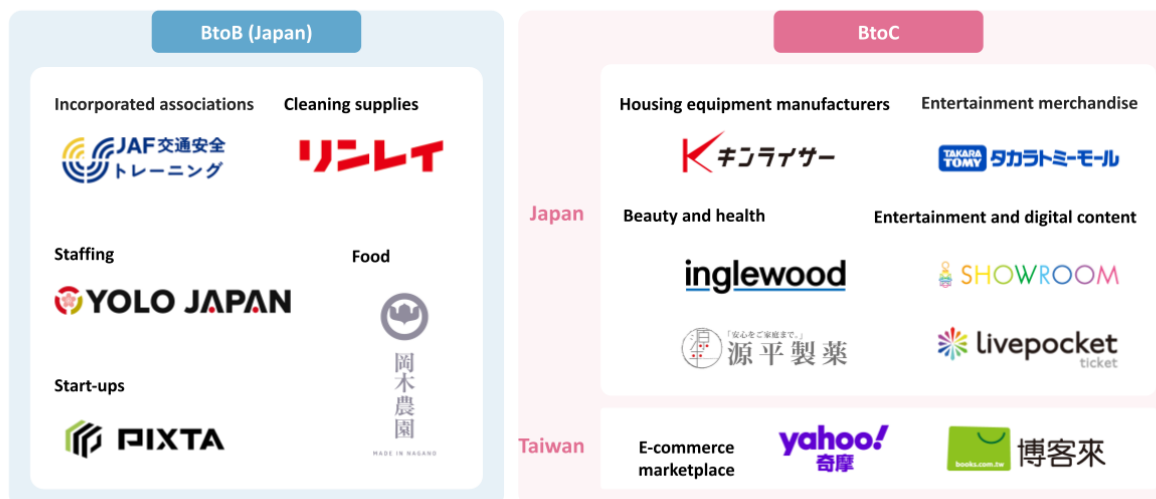 BtoB (Japan)
Incorporated associations
JAF交通安全
トレーニング
Cleaning supplies
リンレイ
Staffing
YOLO JAPAN
Food
岡木農園
MADE IN NAGANO
Start-ups
PIXTA
BtoC
Japan
Housing equipment manufacturers
キンライサー
Entertainment merchandise
TAKARA
TOMY
タカラトミーモール
Beauty and health
inglewood
「安心をご家庭まで。」
源平製薬
Entertainment and digital content
SHOWROOM
livepocket
ticket
Taiwan
E-commerce
marketplace
yahoo!
奇摩
books.com.tw
博客來